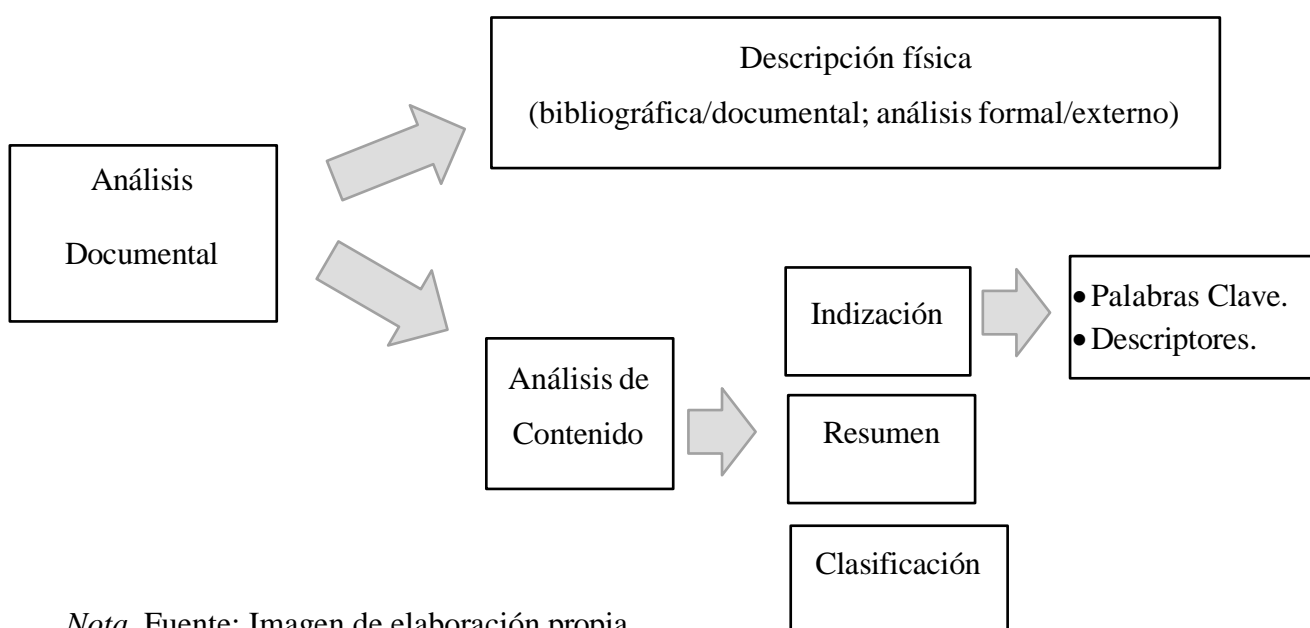 Descripción física
(bibliográfica/documental; análisis formal/externo)
Análisis
Documental
Análisis de
Contenido
Indización
• Palabras Clave.
• Descriptores.
Resumen
Clasificación
Nota. Fuente: Imagen de elaboración propia